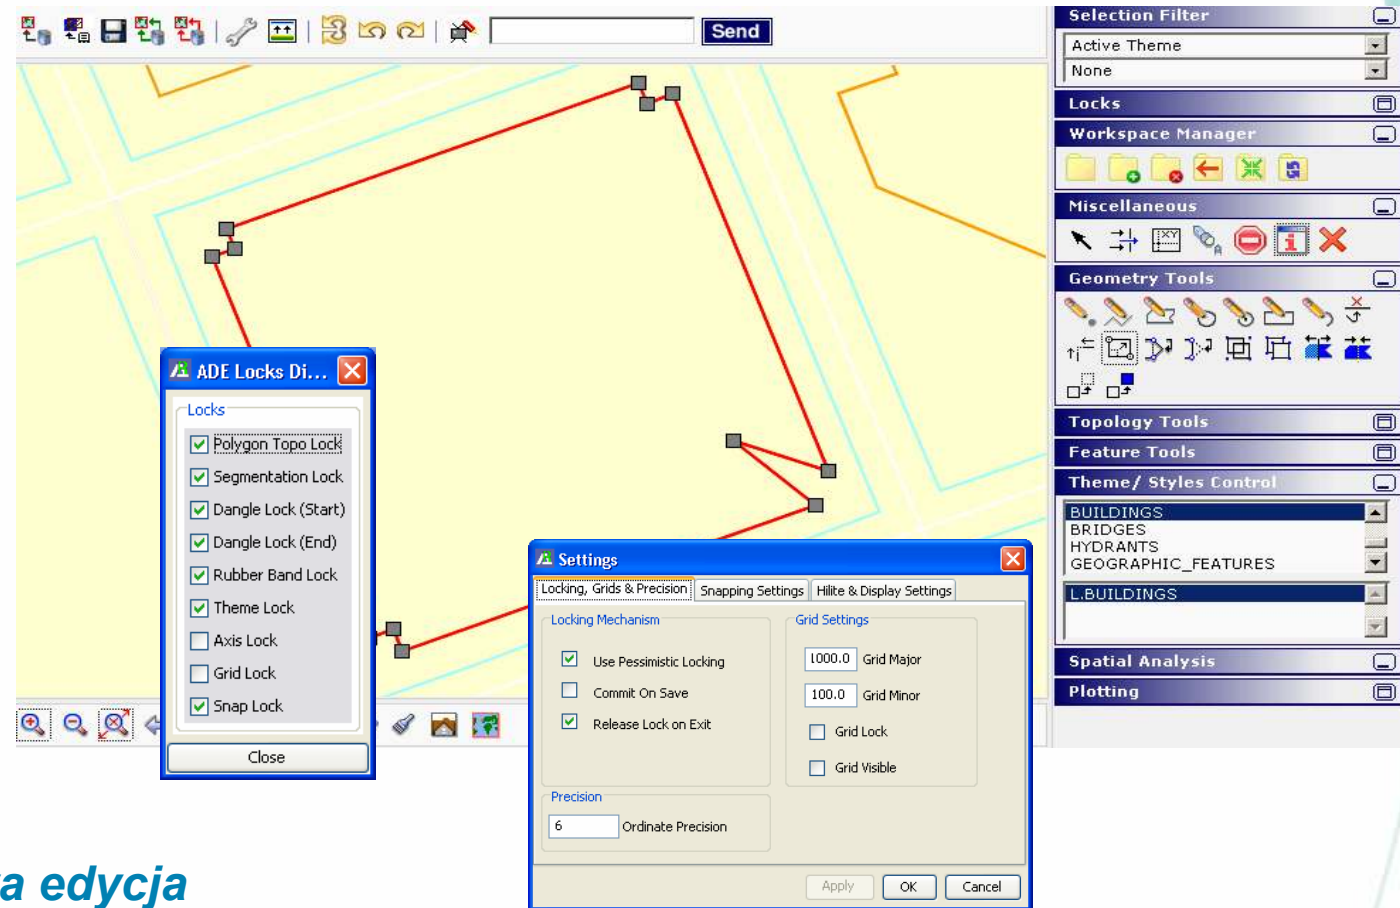 Send
Selection Filter
Active Theme
None
Locks
Workspace Manager
Miscellaneous
Geometry Tools
Topology Tools
Feature Tools
Theme/ Styles Control
BUILDINGS
BRIDGES
HYDRANTS
GEOGRAPHIC_FEATURES
L.BUILDINGS
Spatial Analysis
Plotting
ADE Locks Di...
Locks
Polygon Topo Lock
Segmentation Lock
Dangle Lock (Start)
Dangle Lock (End)
Rubber Band Lock
Theme Lock
Axis Lock
Grid Lock
Snap Lock
Close
Settings
Locking, Grids & Precision Snapping Settings Hilite & Display Settings
Locking Mechanism
Use Pessimistic Locking
Commit On Save
Release Lock on Exit
Grid Settings
1000.0 Grid Major
100.0 Grid Minor
Grid Lock
Grid Visible
Precision
6 Ordinate Precision
Apply OK Cancel
a edycja